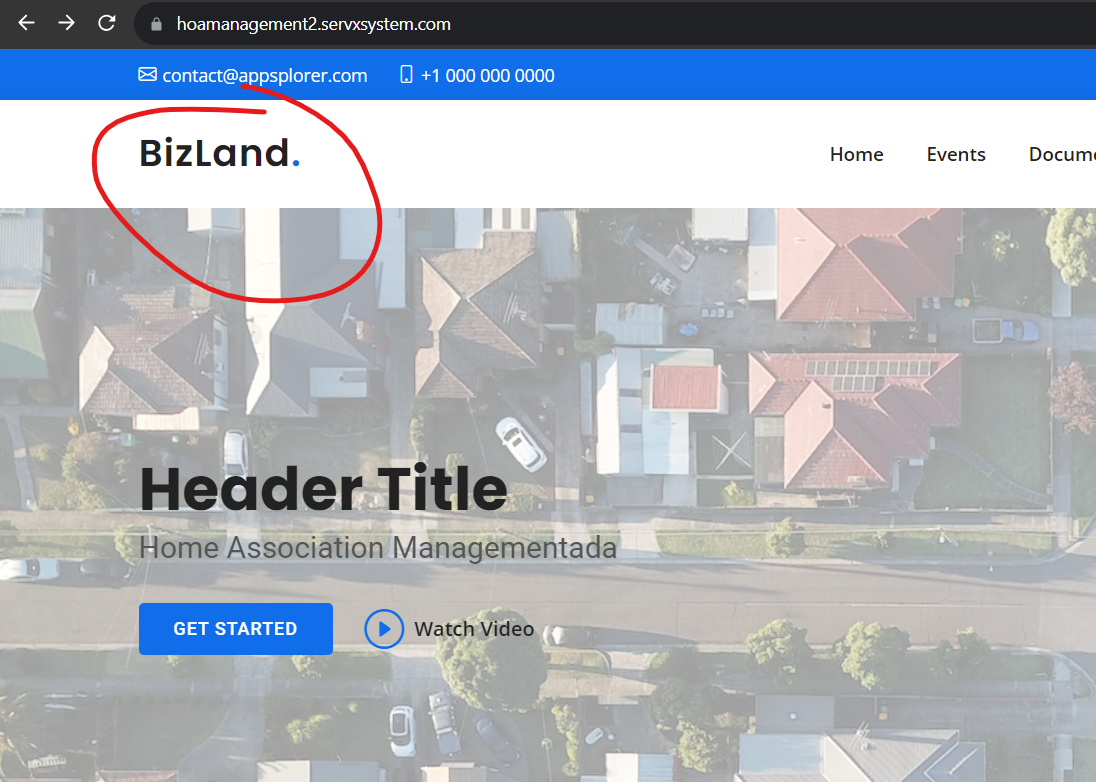 hoamanagement2.servxsystem.com
contact@appsplorer.com +1 000 000 0000
BizLand. Home Events Docume
Header Title
Home Association Managementada
GET STARTED Watch Video